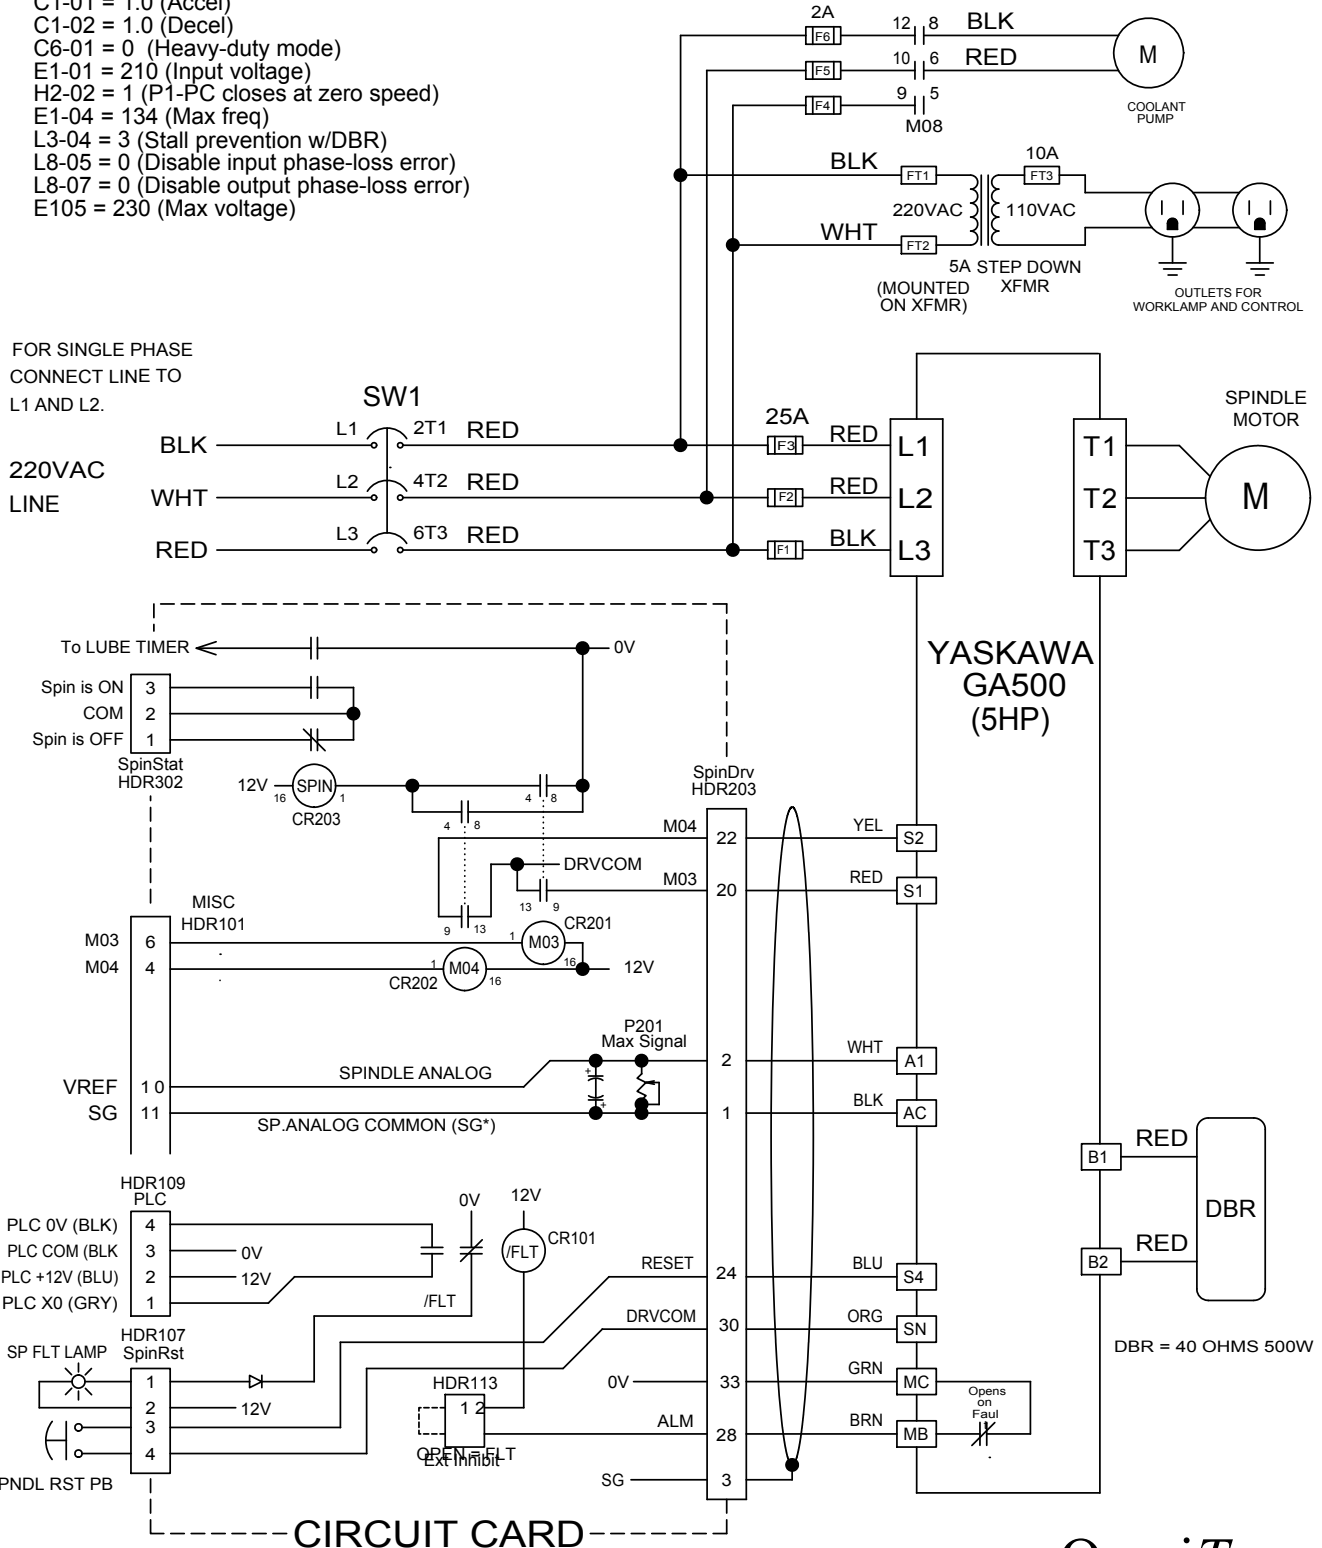 C1-01 = 1.0 (Accel)
C1-02 = 1.0 (Decel)
C6-01 = 0 (Heavy-duty mode)
E1-01 = 210 (Input voltage)
H2-02 = 1 (P1-PC closes at zero speed)
E1-04 = 134 (Max freq)
L3-04 = 3 (Stall prevention w/DBR)
L8-05 = 0 (Disable input phase-loss error)
L8-07 = 0 (Disable output phase-loss error)
E105 = 230 (Max voltage)
2A
F6 12 8 BLK
F5 10 6 RED
F4 9 5
M08
M
COOLANT
PUMP
BLK FT1 10A FT3
220VAC 110VAC
WHT FT2
5A STEP DOWN
XFMR
(MOUNTED
ON XFMR)
OUTLETS FOR
WORKLAMP AND CONTROL
FOR SINGLE PHASE
CONNECT LINE TO
L1 AND L2.
SW1
220VAC
LINE
BLK L1 2T1 RED 25A F3 RED L1
WHT L2 4T2 RED F2 RED L2
RED L3 6T3 RED F1 BLK L3
T1
T2
T3
SPINDLE
MOTOR
M
YASKAWA
GA500
(5HP)
To LUBE TIMER 0V
Spin is ON 3
COM 2
Spin is OFF 1
SpinStat
HDR302
12V 16 SPIN 1
CR203
4 8
4 8
SpinDrv
HDR203
M04 22 YEL S2
DRVCOM
M03 20 RED S1
13 9
9 13
MISC
HDR101
M03 6 1 M03 16 CR201
M04 4 1 M04 16 12V
CR202
P201
Max Signal
VREF 10 SPINDLE ANALOG 2 WHT A1
SG 11 SP.ANALOG COMMON (SG*) 1 BLK AC
B1 RED
B2 RED
DBR
DBR = 40 OHMS 500W
HDR109
PLC
PLC 0V (BLK) 4
PLC COM (BLK 3 0V
PLC +12V (BLU) 2 12V
PLC X0 (GRY) 1
0V
12V
/FLT CR101
/FLT
RESET 24 BLU S4
DRVCOM 30 ORG SN
0V 33 GRN MC
ALM 28 BRN MB
SG 3
Opens
on
Faul
HDR107
SpinRst
SP FLT LAMP 1
2 12V
3
4
PNDL RST PB
HDR113
1 2
OPEN = FLT
Ext Inhibit
CIRCUIT CARD